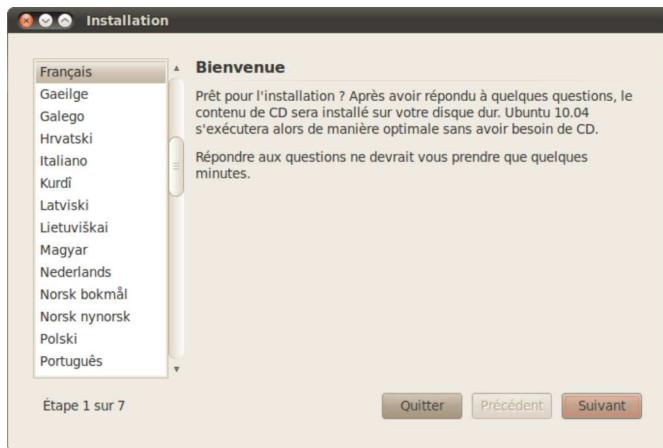 Installation
Français
Gaeilge
Galego
Hrvatski
Italiano
Kurdî
Latviski
Lietuviškai
Magyar
Nederlands
Norsk bokmål
Norsk nynorsk
Polski
Português
Bienvenue
Prêt pour l'installation ? Après avoir répondu à quelques questions, le
contenu de CD sera installé sur votre disque dur. Ubuntu 10.04
s'exécutera alors de manière optimale sans avoir besoin de CD.
Répondre aux questions ne devrait vous prendre que quelques
minutes.
Étape 1 sur 7
Quitter
Précédent
Suivant